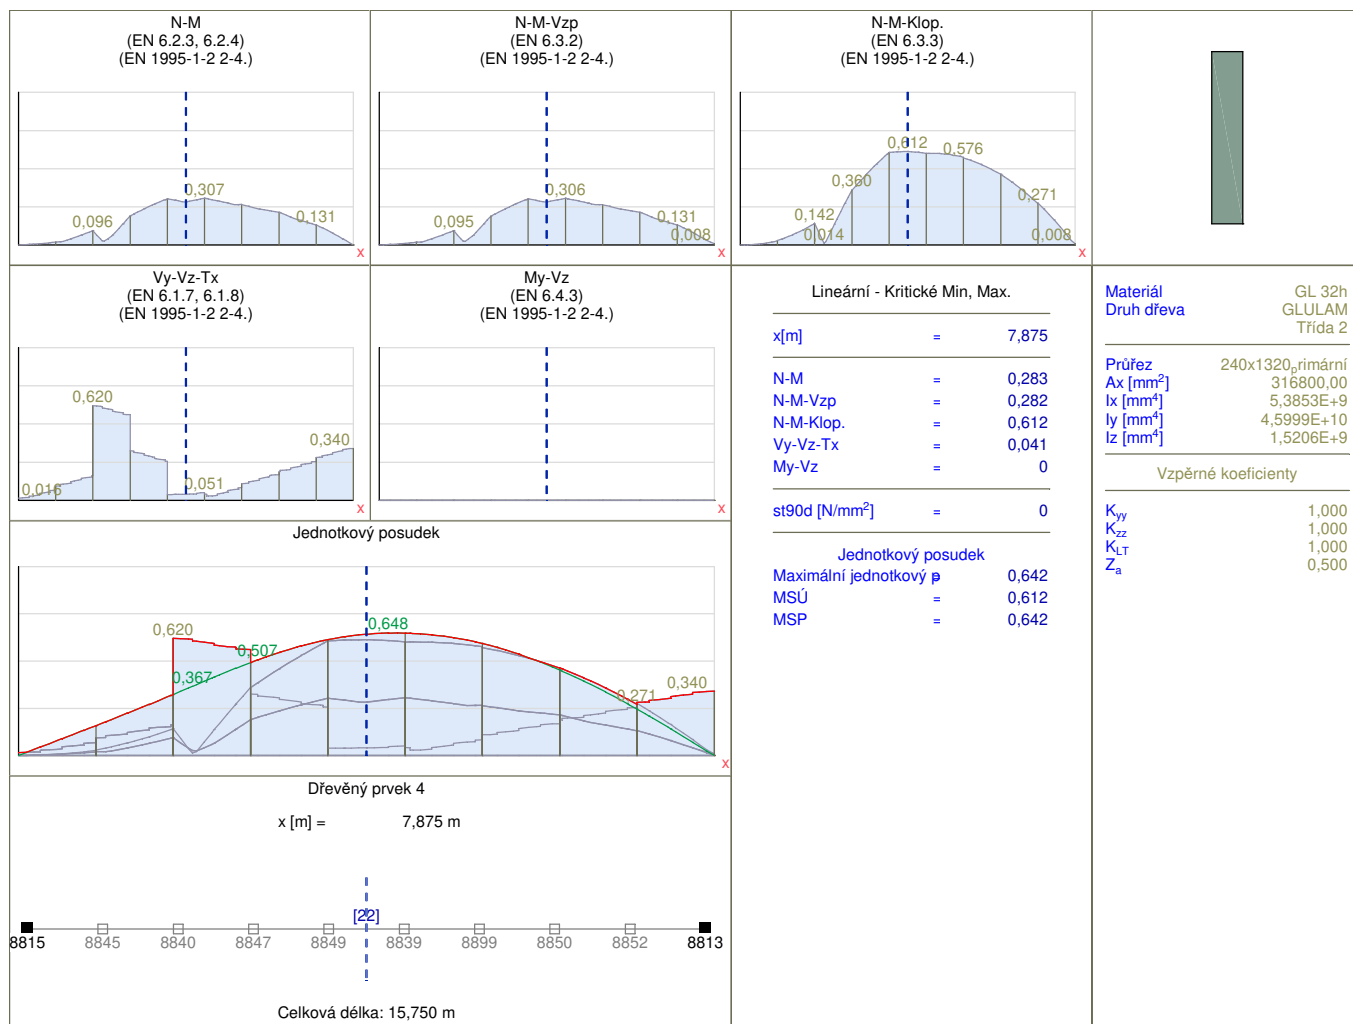 N-M
(EN 6.2.3, 6.2.4)
(EN 1995-1-2 2-4.)
0,096
0,307
0,131
x
N-M-Vzp
(EN 6.3.2)
(EN 1995-1-2 2-4.)
0,095
0,306
0,131
0,008
x
N-M-Klop.
(EN 6.3.3)
(EN 1995-1-2 2-4.)
0,612
0,576
0,360
0,271
0,142
0,014
0,008
x
Vy-Vz-Tx
(EN 6.1.7, 6.1.8)
(EN 1995-1-2 2-4.)
0,620
0,340
0,016
0,051
x
My-Vz
(EN 6.4.3)
(EN 1995-1-2 2-4.)
x
Lineární - Kritické Min, Max.
x[m] = 7,875
N-M = 0,283
N-M-Vzp = 0,282
N-M-Klop. = 0,612
Vy-Vz-Tx = 0,041
My-Vz = 0
st90d [N/mm²] = 0
Jednotkový posudek
Maximální jednotkový p = 0,642
MSÚ = 0,612
MSP = 0,642
Materiál GL 32h
Druh dřeva GLULAM
Třída 2
Průřez 240x1320primární
Ax [mm²] 316800,00
Ix [mm⁴] 5,3853E+9
Iy [mm⁴] 4,5999E+10
Iz [mm⁴] 1,5206E+9
Vzpěrné koeficienty
Kyy 1,000
Kzz 1,000
KLT 1,000
Za 0,500
Jednotkový posudek
0,620
0,648
0,507
0,367
0,271
0,340
x
Dřevěný prvek 4
x [m] = 7,875 m
[22]
8815 8845 8840 8847 8849 8839 8899 8850 8852 8813
Celková délka: 15,750 m